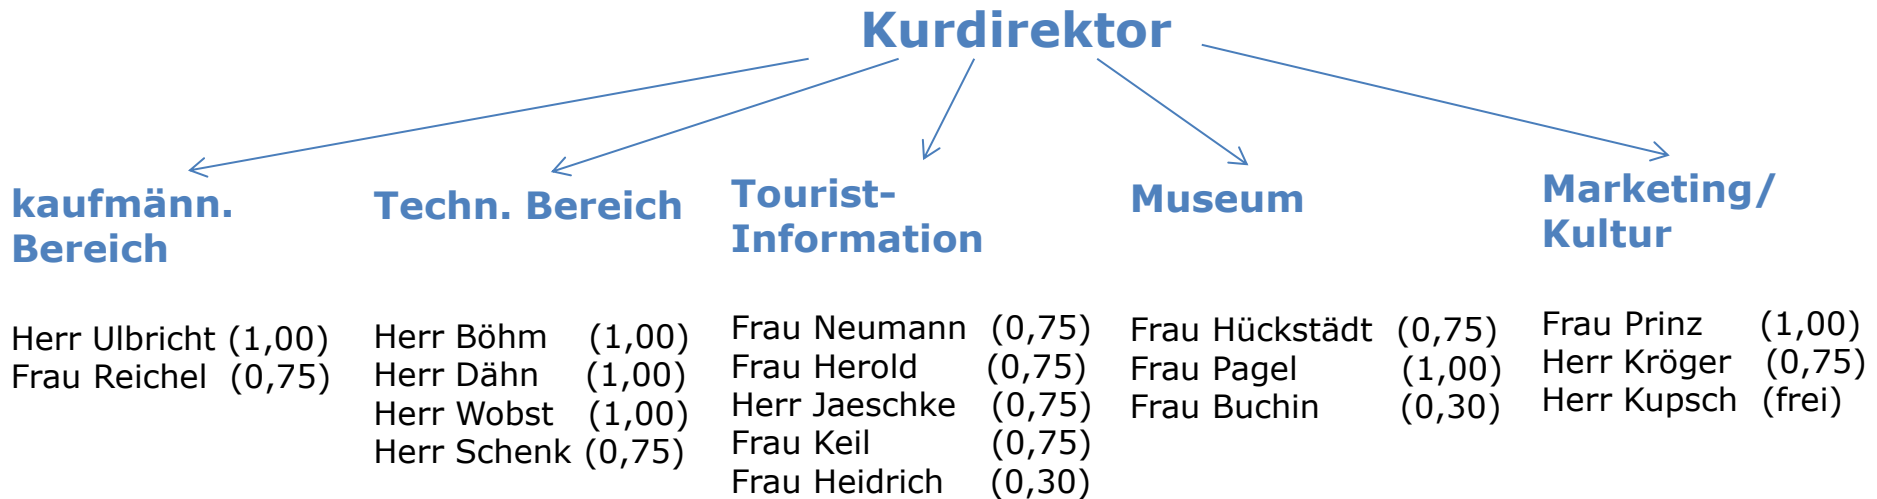 Kurdirektor
kaufmänn.
Bereich
Herr Ulbricht (1,00)
Frau Reichel (0,75)
Techn. Bereich
Herr Böhm (1,00)
Herr Dähn (1,00)
Herr Wobst (1,00)
Herr Schenk (0,75)
Tourist-
Information
Frau Neumann (0,75)
Frau Herold (0,75)
Herr Jaeschke (0,75)
Frau Keil (0,75)
Frau Heidrich (0,30)
Museum
Frau Hückstädt (0,75)
Frau Pagel (1,00)
Frau Buchin (0,30)
Marketing/
Kultur
Frau Prinz (1,00)
Herr Kröger (0,75)
Herr Kupsch (frei)